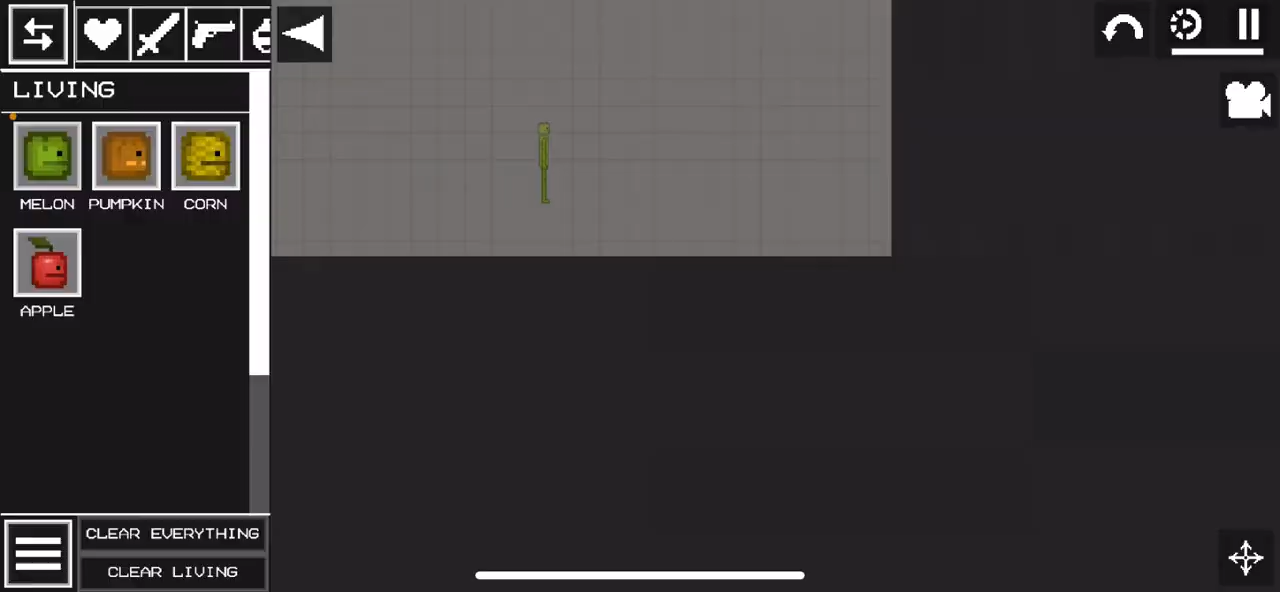 LIVING
MELON PUMPKIN CORN
APPLE
CLEAR EVERYTHING
CLEAR LIVING